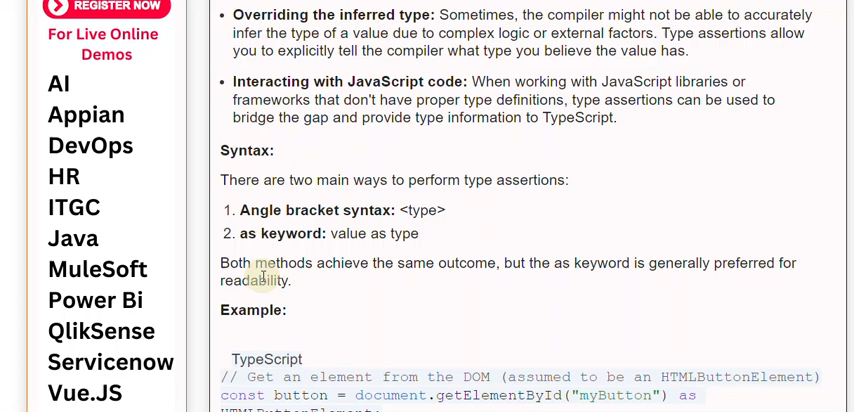 REGISTER NOW
For Live Online
Demos
AI
Appian
DevOps
HR
ITGC
Java
MuleSoft
Power Bi
QlikSense
Servicenow
Vue.JS
• Overriding the inferred type: Sometimes, the compiler might not be able to accurately
infer the type of a value due to complex logic or external factors. Type assertions allow
you to explicitly tell the compiler what type you believe the value has.
• Interacting with JavaScript code: When working with JavaScript libraries or
frameworks that don't have proper type definitions, type assertions can be used to
bridge the gap and provide type information to TypeScript.
Syntax:
There are two main ways to perform type assertions:
1. Angle bracket syntax: <type>
2. as keyword: value as type
Both methods achieve the same outcome, but the as keyword is generally preferred for
readability.
Example:
TypeScript
// Get an element from the DOM (assumed to be an HTMLButtonElement)
const button = document.getElementById("myButton") as
HTMLButtonElement;